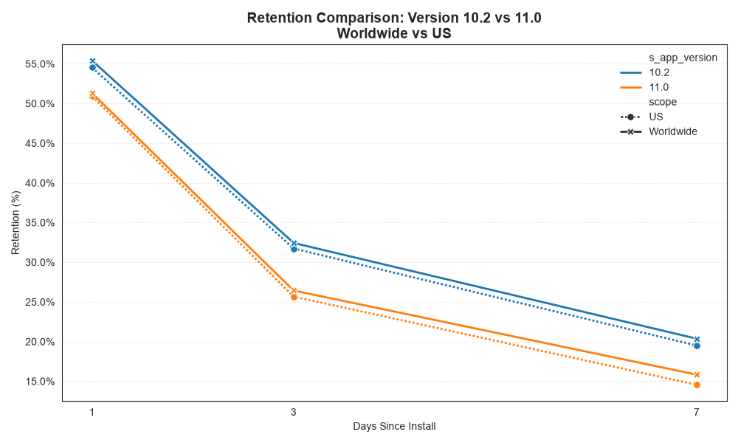 Retention Comparison: Version 10.2 vs 11.0
Worldwide vs US
s_app_version
10.2
11.0
scope
US
Worldwide
Retention (%)
55.0%
50.0%
45.0%
40.0%
35.0%
30.0%
25.0%
20.0%
15.0%
1
3
7
Days Since Install